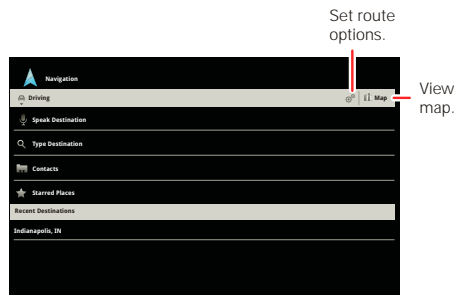 Set route
options.
Navigation
Driving
Map
View
map.
Speak Destination
Type Destination
Contacts
Starred Places
Recent Destinations
Indianapolis, IN